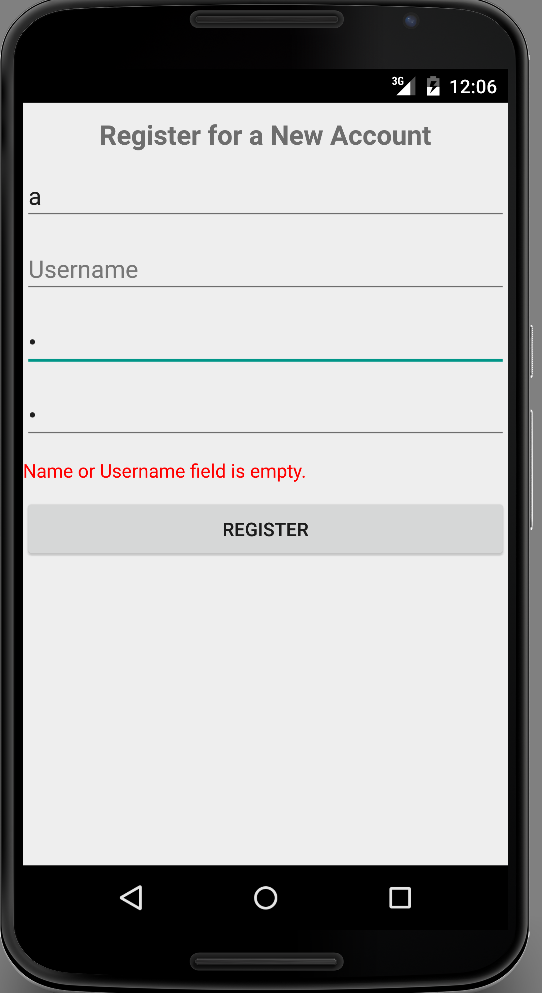 3G 12:06
Register for a New Account
a
Username
•
•
Name or Username field is empty.
REGISTER